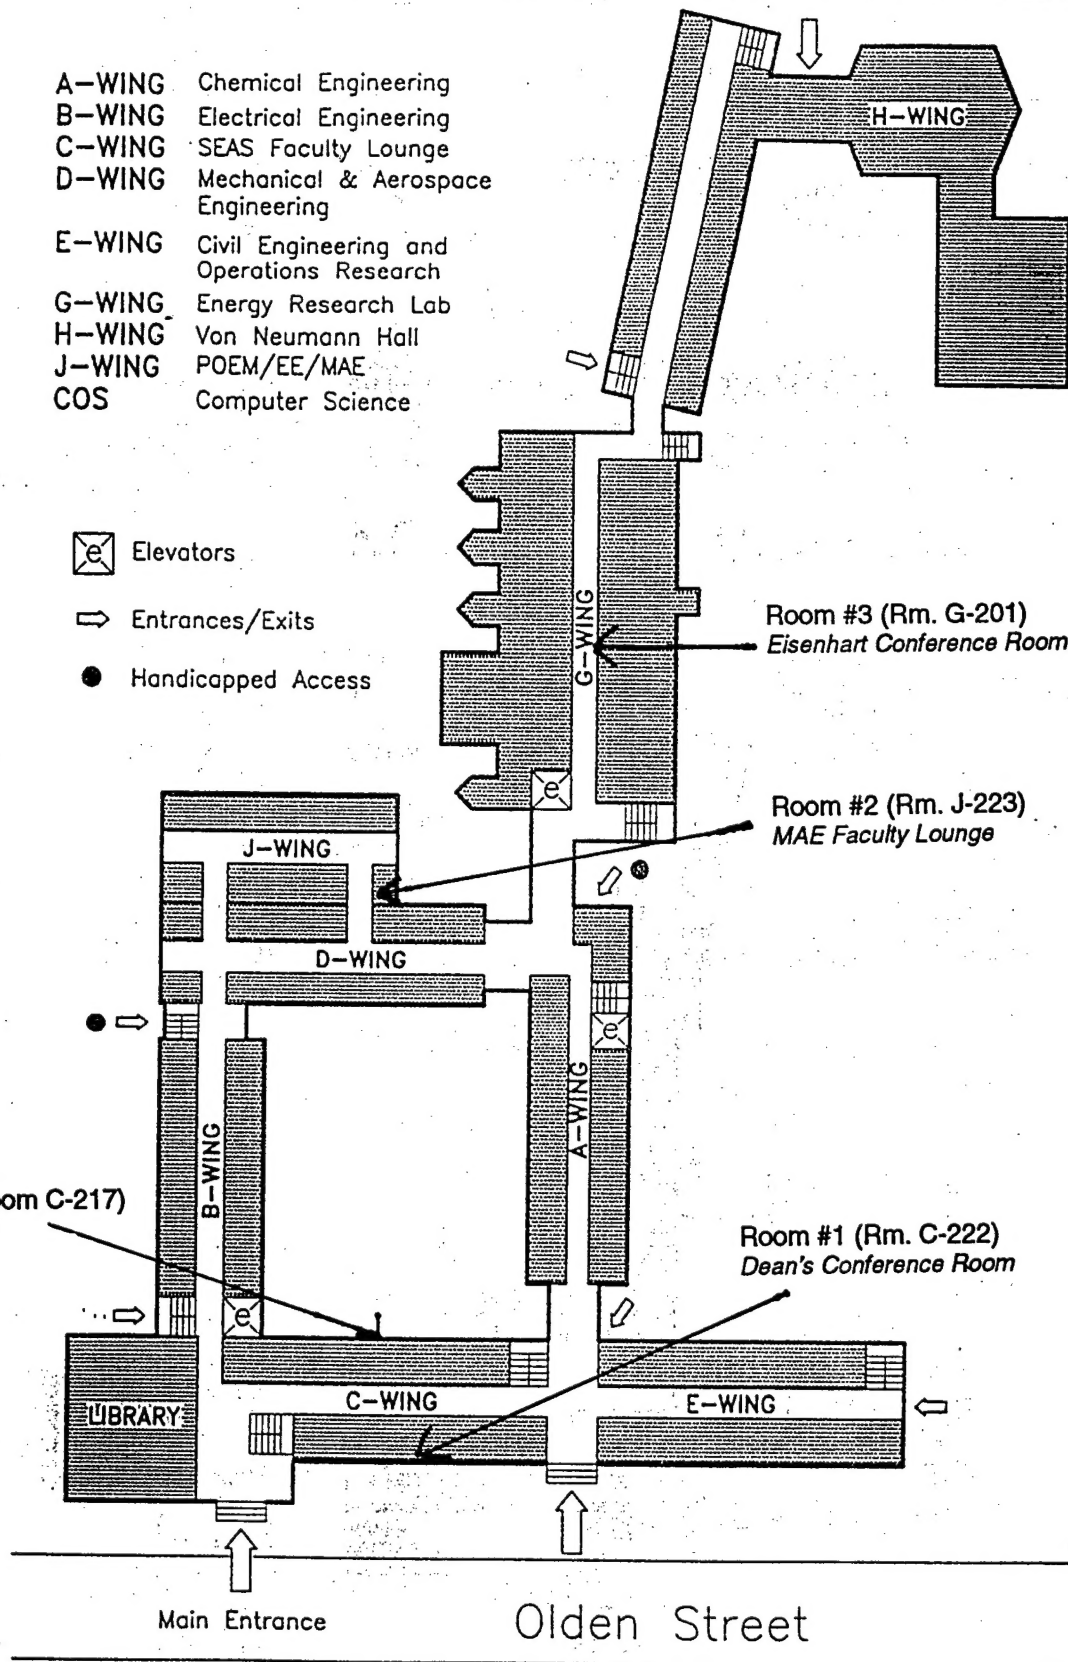 A-WING Chemical Engineering
B-WING Electrical Engineering
C-WING SEAS Faculty Lounge
D-WING Mechanical & Aerospace
Engineering
E-WING Civil Engineering and
Operations Research
G-WING Energy Research Lab
H-WING Von Neumann Hall
J-WING POEM/EE/MAE
COS Computer Science
H-WING
e Elevators
Entrances/Exits
Handicapped Access
G-WING
Room #3 (Rm. G-201)
Eisenhart Conference Room
e
Room #2 (Rm. J-223)
MAE Faculty Lounge
J-WING
D-WING
e
A-WING
B-WING
oom C-217)
Room #1 (Rm. C-222)
Dean's Conference Room
e
C-WING
E-WING
LIBRARY
Main Entrance
Olden Street